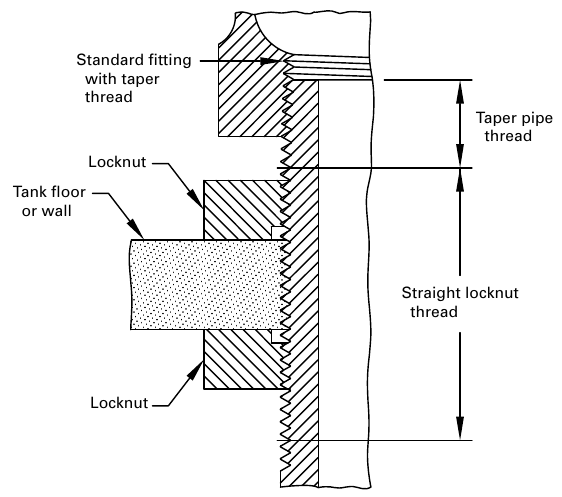 Standard fitting
with taper
thread
Taper pipe
thread
Locknut
Tank floor
or wall
Straight locknut
thread
Locknut